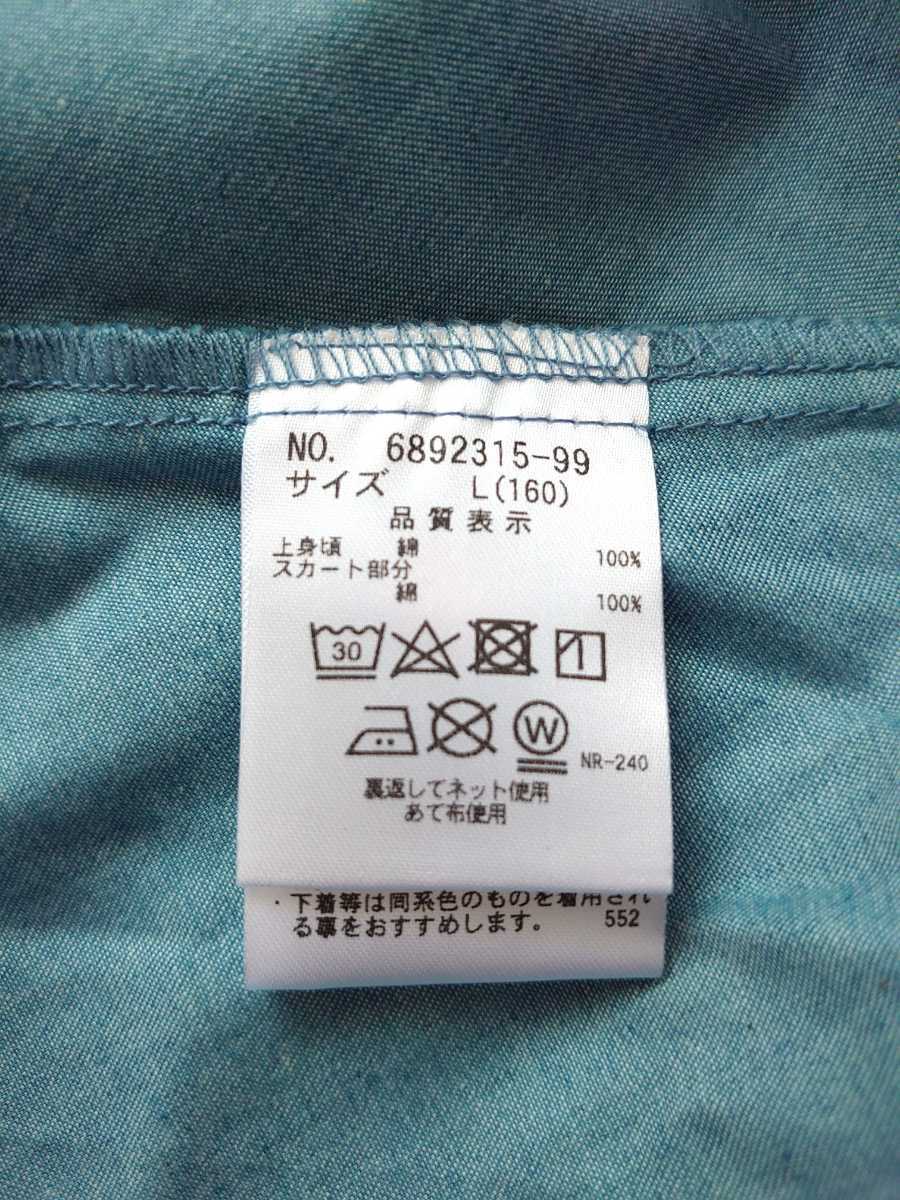 NO. 6892315-99
サイズ L(160)
品質表示
上身頃 綿 100%
スカート部分
綿 100%
30
W NR-240
裏返してネット使用
あて布使用
・下着等は同系色のものを着用され
る事をおすすめします。 552